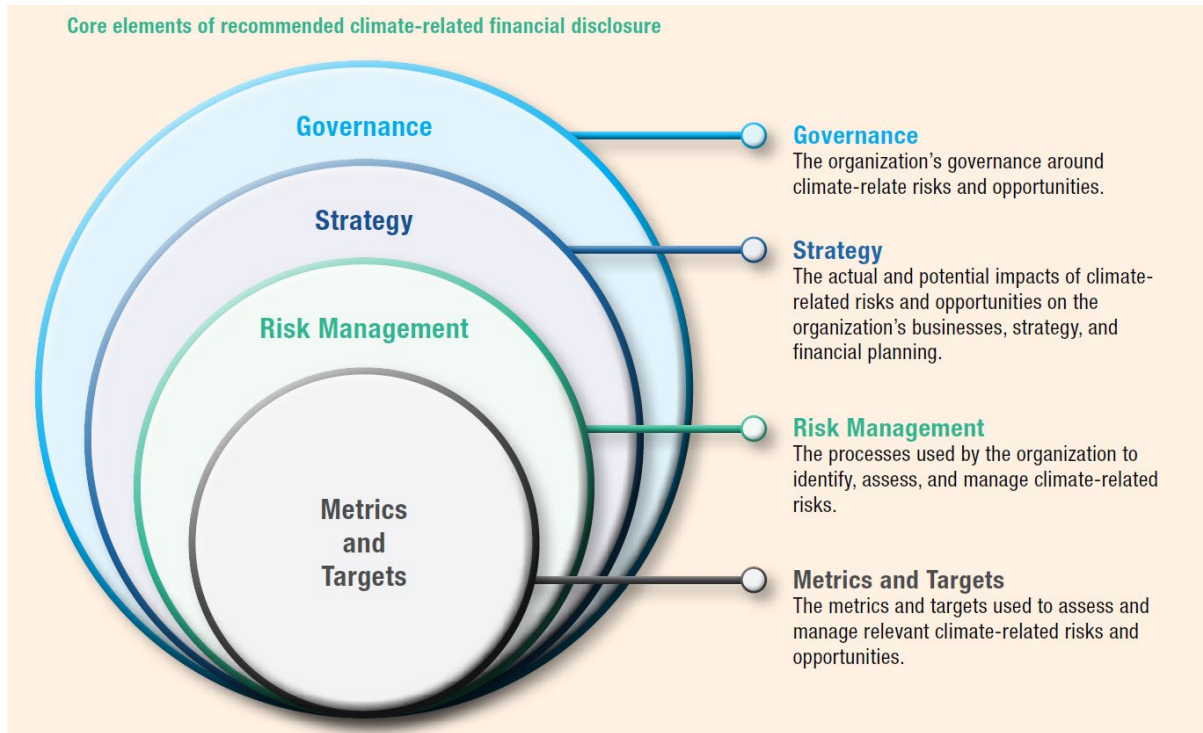 Core elements of recommended climate-related financial disclosure
Governance
Strategy
Risk Management
Metrics
and
Targets
Governance
The organization’s governance around
climate-relate risks and opportunities.
Strategy
The actual and potential impacts of climate-
related risks and opportunities on the
organization’s businesses, strategy, and
financial planning.
Risk Management
The processes used by the organization to
identify, assess, and manage climate-related
risks.
Metrics and Targets
The metrics and targets used to assess and
manage relevant climate-related risks and
opportunities.